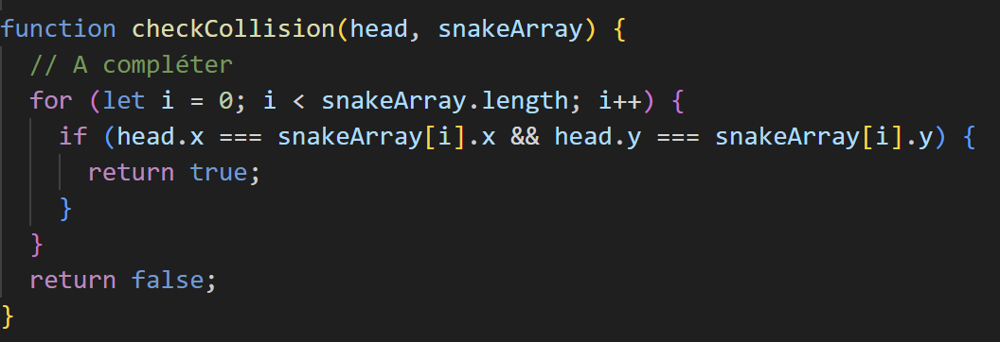 function checkCollision(head, snakeArray) {
  // A compléter
  for (let i = 0; i < snakeArray.length; i++) {
    if (head.x === snakeArray[i].x && head.y === snakeArray[i].y) {
      return true;
    }
  }
  return false;
}